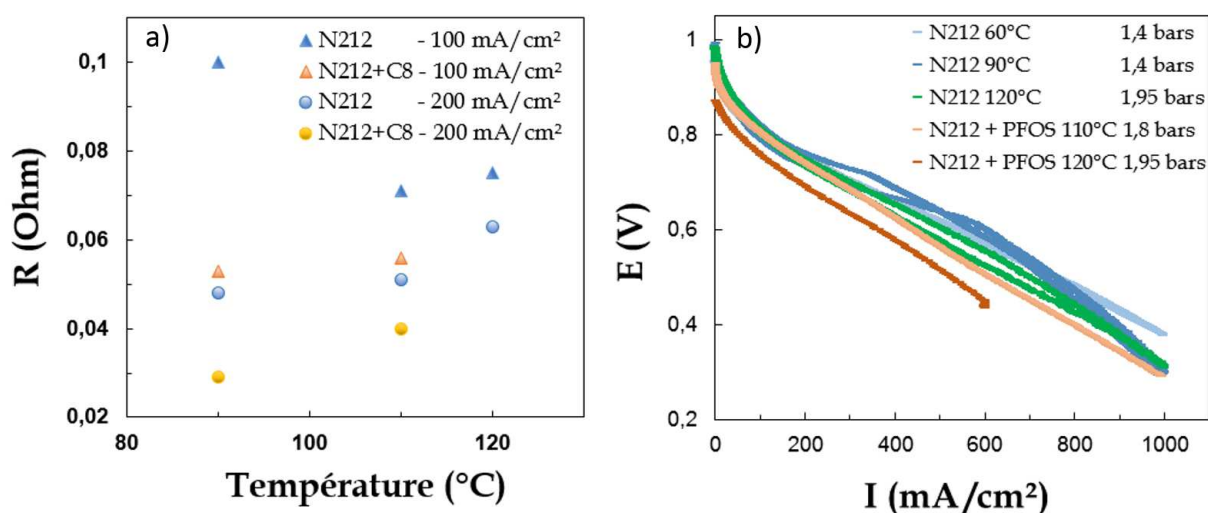 a)
N212 - 100 mA/cm²
N212+C8 - 100 mA/cm²
N212 - 200 mA/cm²
N212+C8 - 200 mA/cm²
0,1
0,08
0,06
0,04
0,02
R (Ohm)
80
100
120
Température (°C)
b)
N212 60°C 1,4 bars
N212 90°C 1,4 bars
N212 120°C 1,95 bars
N212 + PFOS 110°C 1,8 bars
N212 + PFOS 120°C 1,95 bars
1
0,8
0,6
0,4
0,2
E (V)
0
200
400
600
800
1000
I (mA/cm²)